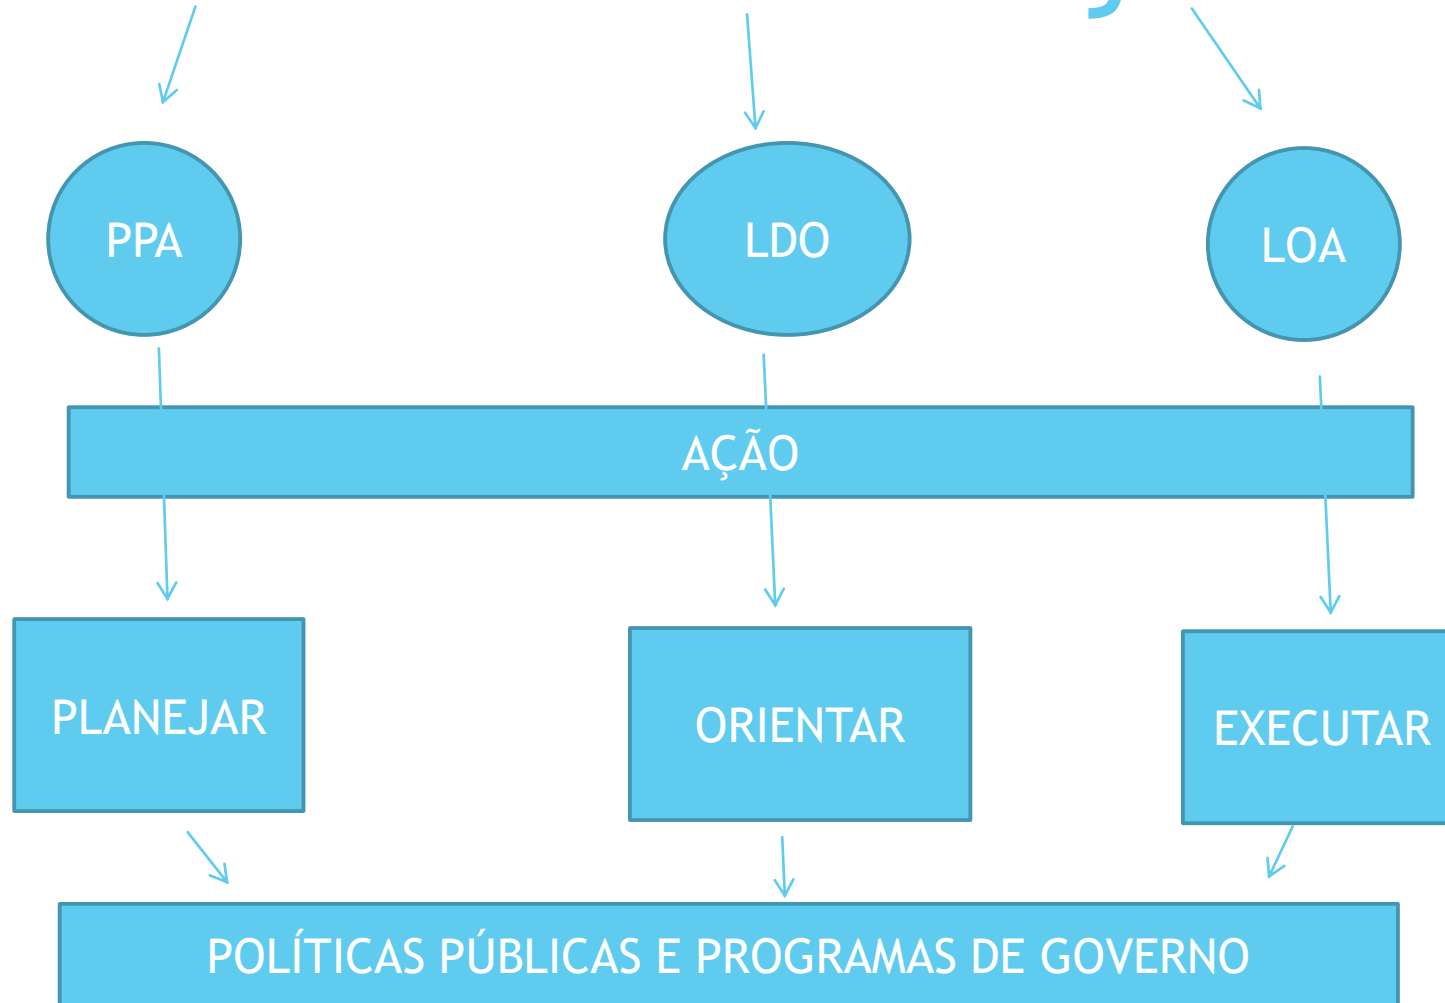 PPA
LDO
LOA
AÇÃO
PLANEJAR
ORIENTAR
EXECUTAR
POLÍTICAS PÚBLICAS E PROGRAMAS DE GOVERNO